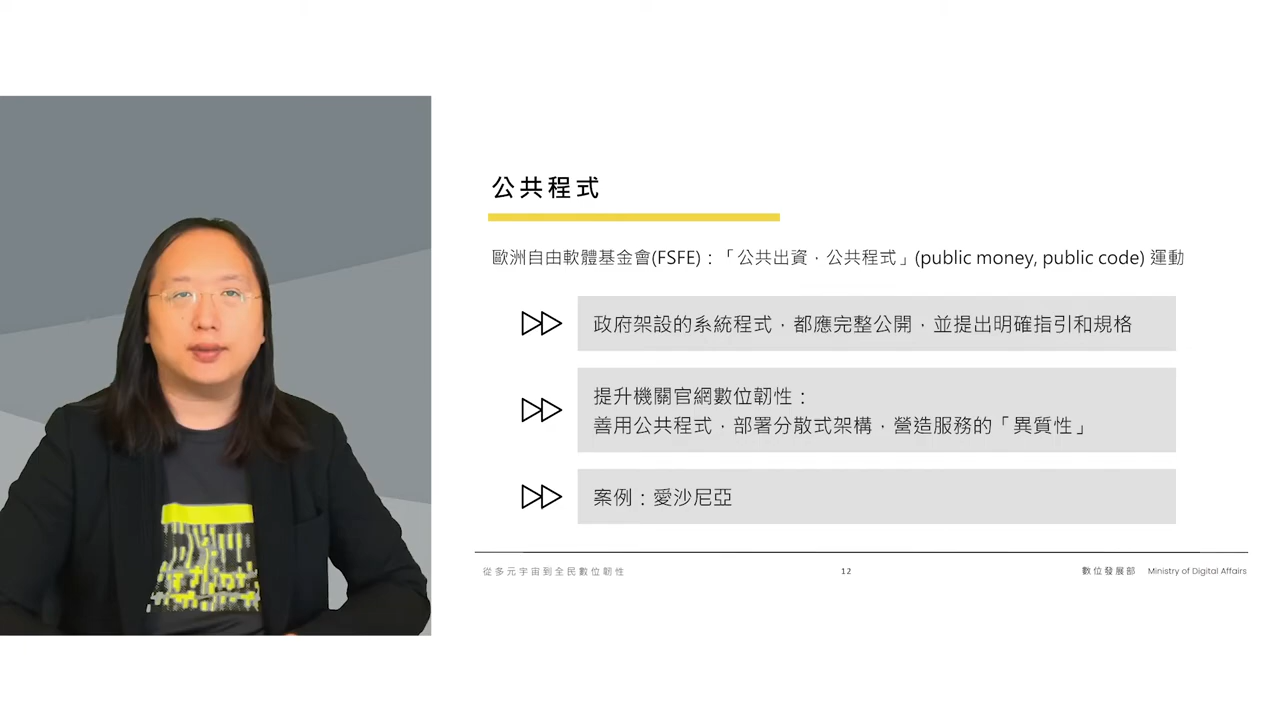 公共程式
歐洲自由軟體基金會(FSFE)：「公共出資，公共程式」(public money, public code) 運動
政府架設的系統程式，都應完整公開，並提出明確指引和規格
提升機關官網數位韌性：
善用公共程式，部署分散式架構，營造服務的「異質性」
案例：愛沙尼亞
從多元宇宙到全民數位韌性
12
數位發展部 Ministry of Digital Affairs